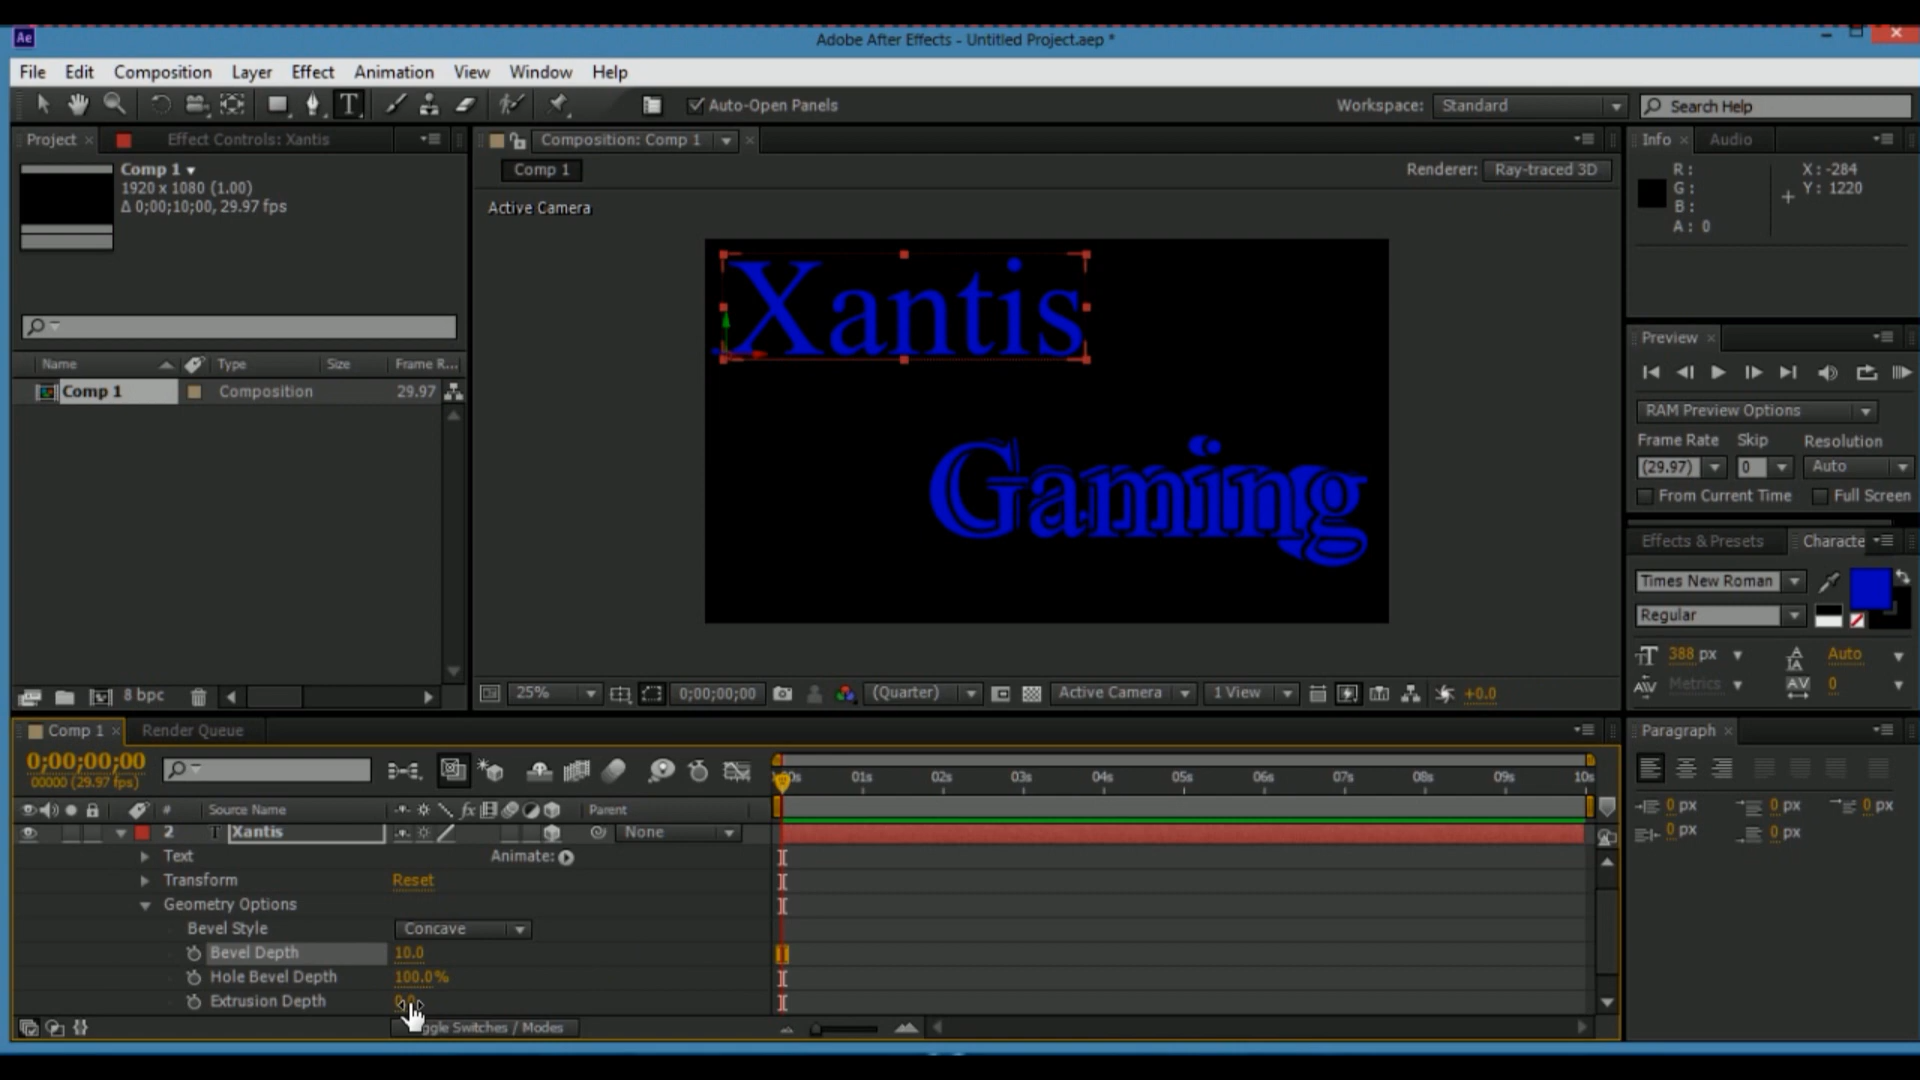 Ae
Adobe After Effects - Untitled Project.aep *
File Edit Composition Layer Effect Animation View Window Help
T Auto-Open Panels Workspace: Standard Search Help
Project Effect Controls: Xantis
Comp 1
1920 x 1080 (1.00)
Δ 0;00;10;00, 29.97 fps
Name Type Size Frame R...
Comp 1 Composition 29.97
8 bpc
Composition: Comp 1
Comp 1 Renderer: Ray-traced 3D
Active Camera
Xantis
Gaming
25% 0;00;00;00 (Quarter) Active Camera 1 View +0.0
Info Audio
R: X: -284
G: Y: 1220
B:
A: 0
Preview
RAM Preview Options
Frame Rate Skip Resolution
(29.97) 0 Auto
From Current Time Full Screen
Effects & Presets Characte
Times New Roman
Regular
388 px Auto
Metrics 0
Comp 1 Render Queue
0;00;00;00
00000 (29.97 fps)
01s 02s 03s 04s 05s 06s 07s 08s 09s 10s
# Source Name fx Parent
2 T Xantis None
Text Animate:
Transform Reset
Geometry Options
Bevel Style Concave
Bevel Depth 10.0
Hole Bevel Depth 100.0%
Extrusion Depth
Switches / Modes
Paragraph
0 px 0 px 0 px
0 px 0 px